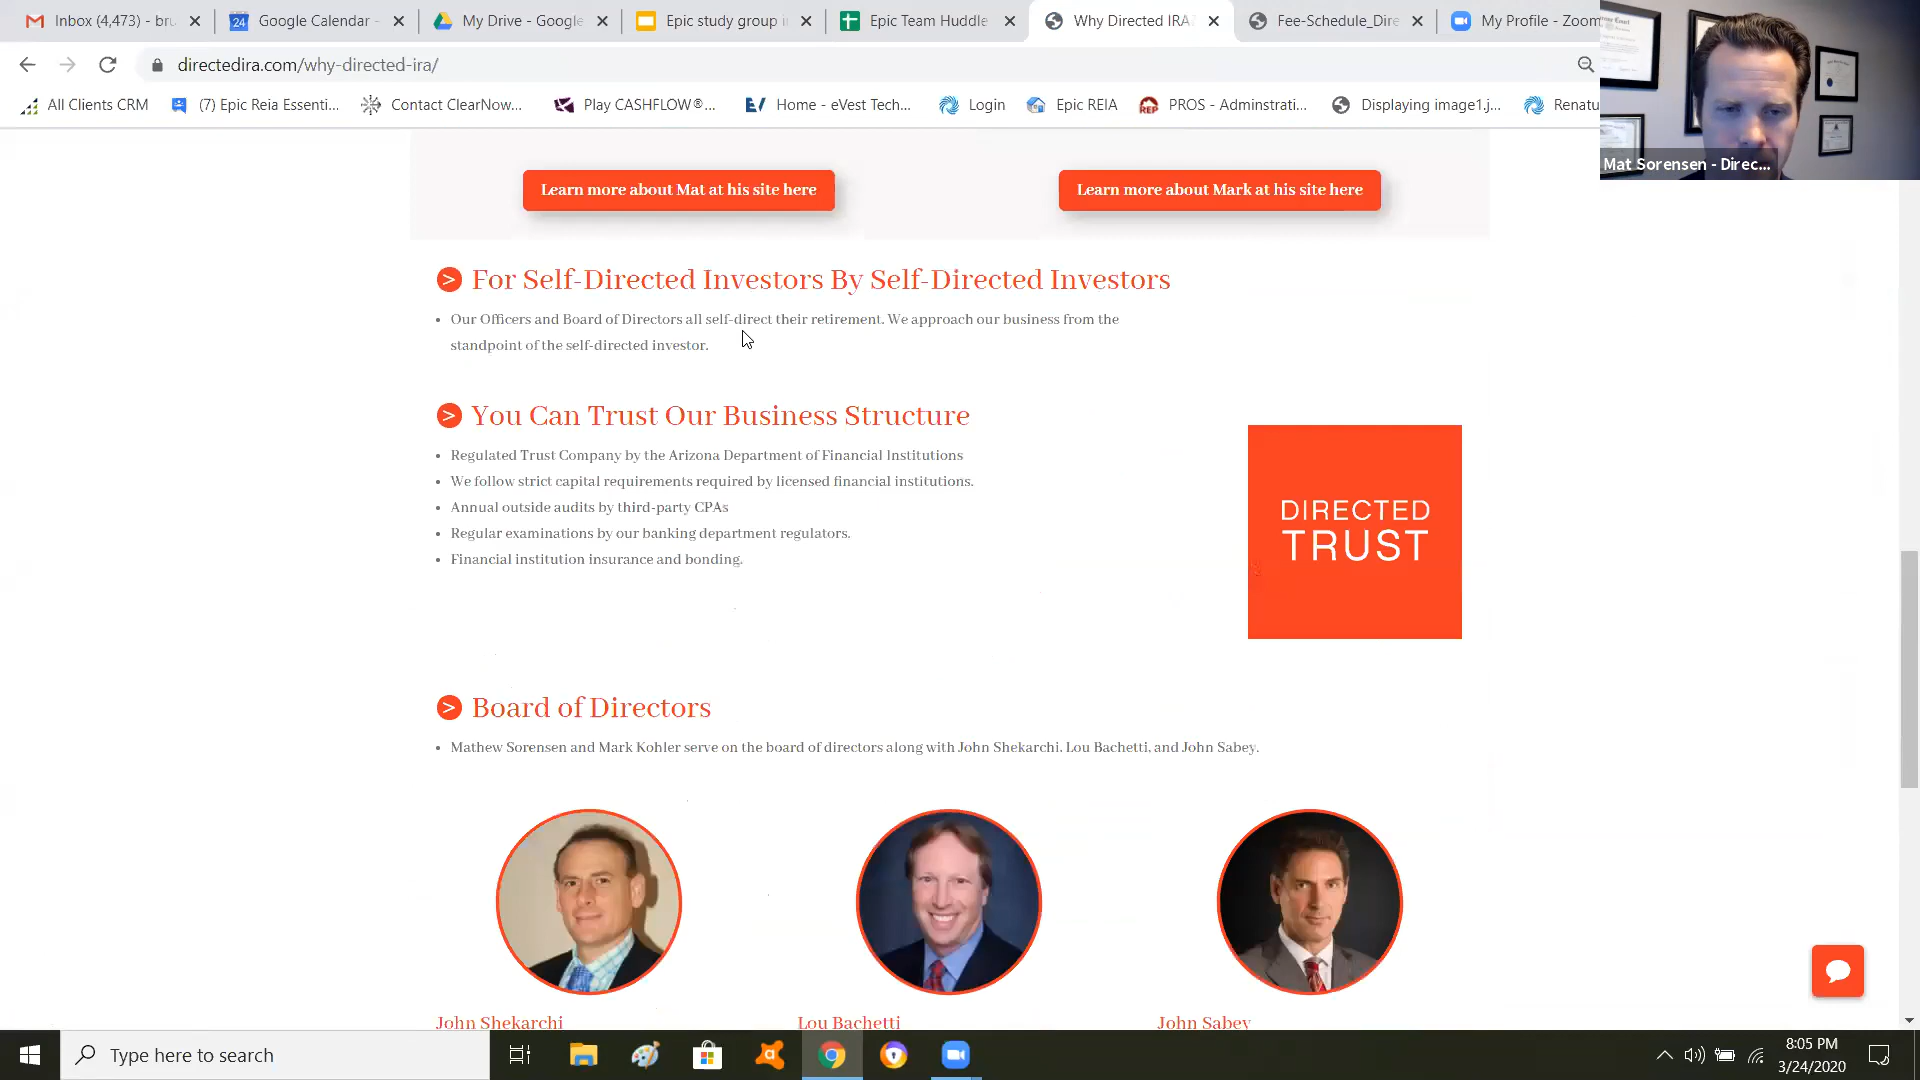 Inbox (4,473) - bru
Google Calendar -
My Drive - Google
Epic study group i
Epic Team Huddle
Why Directed IRA
Fee-Schedule_Dire
My Profile - Zoom
24
directedira.com/why-directed-ira/
All Clients CRM
(7) Epic Reia Essenti...
Contact ClearNow...
Play CASHFLOW®...
Home - eVest Tech...
Login
Epic REIA
PROS - Adminstrati...
Displaying image1.j...
Renatu
Mat Sorensen - Direc...
Learn more about Mat at his site here
Learn more about Mark at his site here
> For Self-Directed Investors By Self-Directed Investors
• Our Officers and Board of Directors all self-direct their retirement. We approach our business from the
standpoint of the self-directed investor.
> You Can Trust Our Business Structure
• Regulated Trust Company by the Arizona Department of Financial Institutions
• We follow strict capital requirements required by licensed financial institutions.
• Annual outside audits by third-party CPAs
• Regular examinations by our banking department regulators.
• Financial institution insurance and bonding.
DIRECTED
TRUST
> Board of Directors
• Mathew Sorensen and Mark Kohler serve on the board of directors along with John Shekarchi, Lou Bachetti, and John Sabey.
John Shekarchi
Lou Bachetti
John Sabey
Type here to search
8:05 PM
3/24/2020